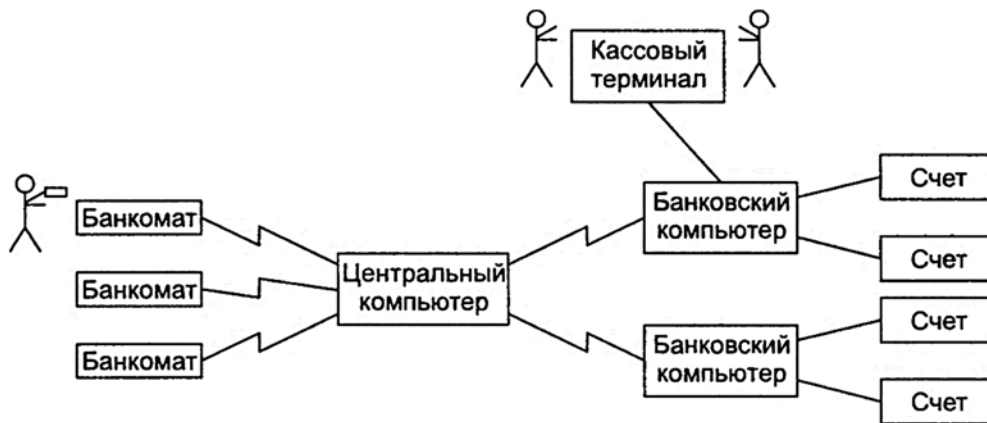 Кассовый
терминал
Банкомат
Банкомат
Банкомат
Центральный
компьютер
Банковский
компьютер
Банковский
компьютер
Счет
Счет
Счет
Счет